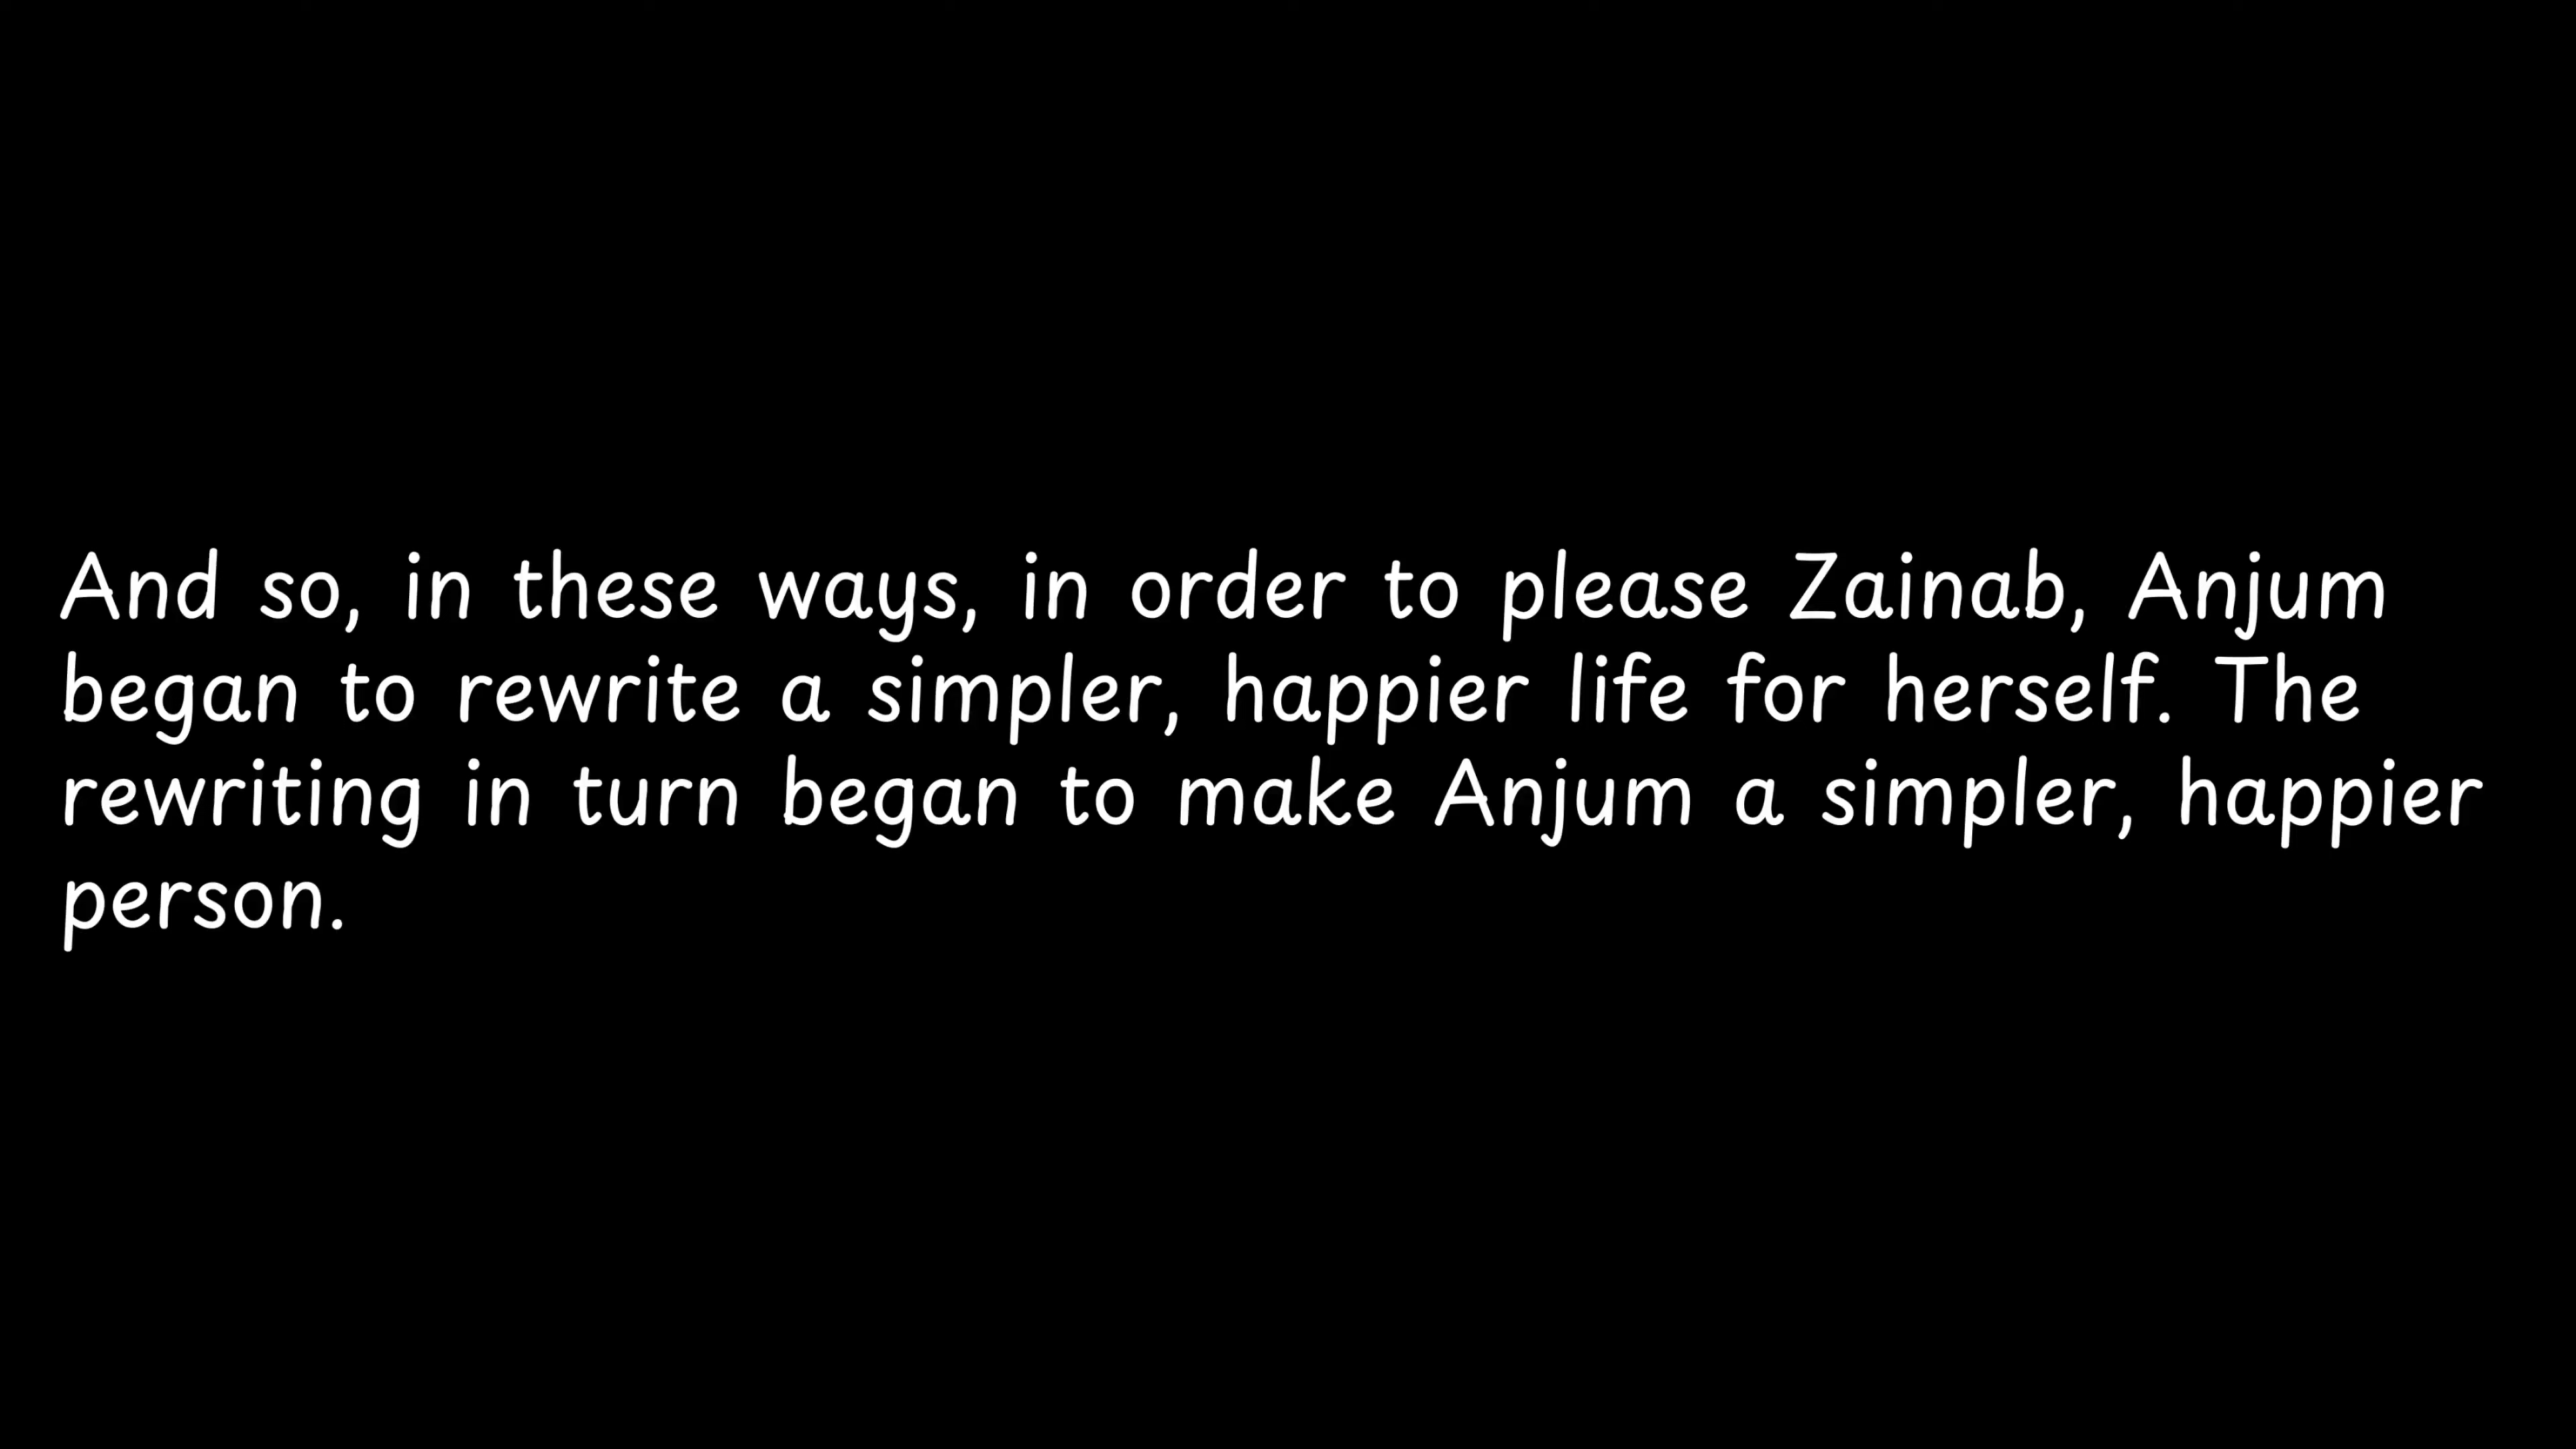 And so, in these ways, in order to please Zainab, Anjum
began to rewrite a simpler, happier life for herself. The
rewriting in turn began to make Anjum a simpler, happier
person.